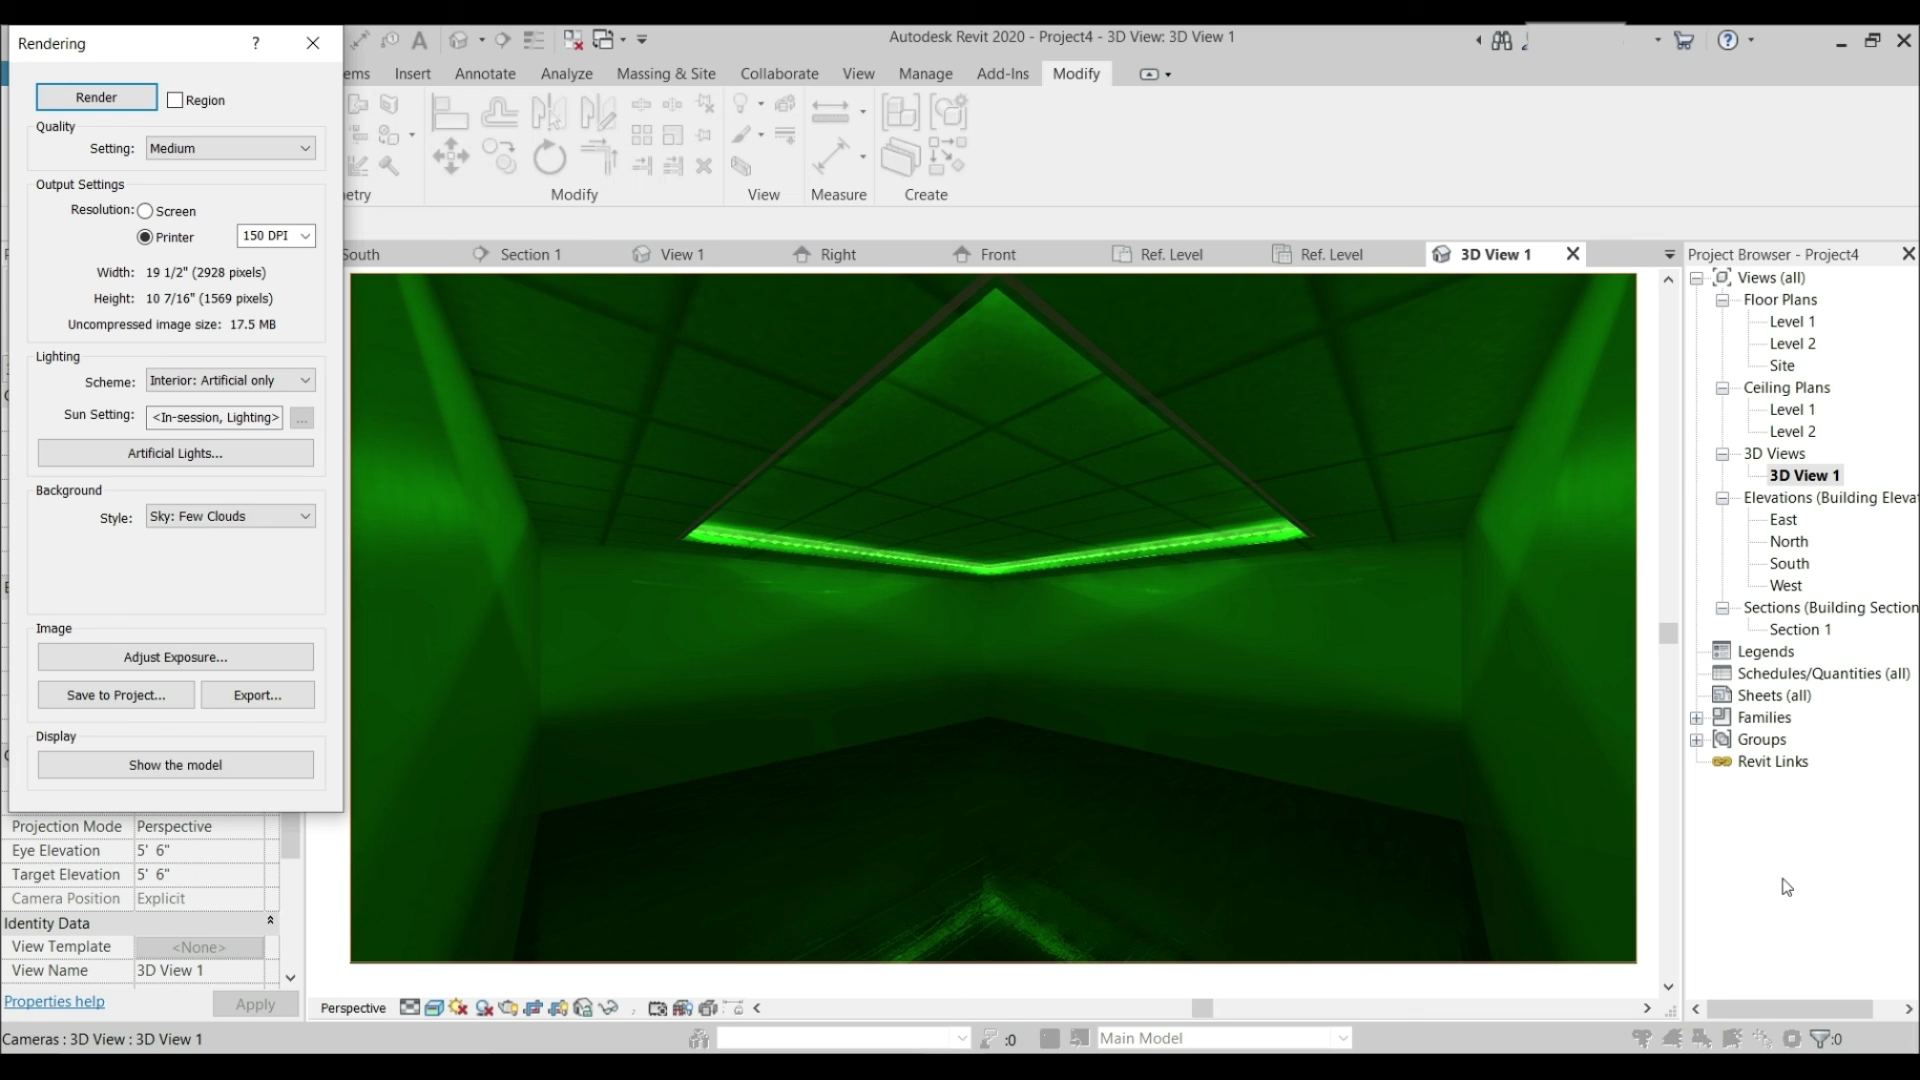 Rendering
?
Autodesk Revit 2020 - Project4 - 3D View: 3D View 1
Insert Annotate Analyze Massing & Site Collaborate View Manage Add-Ins Modify
Render
Region
Quality
Setting: Medium
Output Settings
Resolution: Screen
Printer 150 DPI
Width: 19 1/2" (2928 pixels)
Height: 10 7/16" (1569 pixels)
Uncompressed image size: 17.5 MB
Lighting
Scheme: Interior: Artificial only
Sun Setting: <In-session, Lighting> ...
Artificial Lights...
Background
Style: Sky: Few Clouds
Image
Adjust Exposure...
Save to Project... Export...
Display
Show the model
Modify View Measure Create
South Section 1 View 1 Right Front Ref. Level Ref. Level 3D View 1
Projection Mode Perspective
Eye Elevation 5' 6"
Target Elevation 5' 6"
Camera Position Explicit
Identity Data
View Template <None>
View Name 3D View 1
Properties help Apply
Perspective
Cameras : 3D View : 3D View 1
:0
Main Model
:0
Project Browser - Project4
Views (all)
Floor Plans
Level 1
Level 2
Site
Ceiling Plans
Level 1
Level 2
3D Views
3D View 1
Elevations (Building Eleva
East
North
South
West
Sections (Building Section
Section 1
Legends
Schedules/Quantities (all)
Sheets (all)
Families
Groups
Revit Links